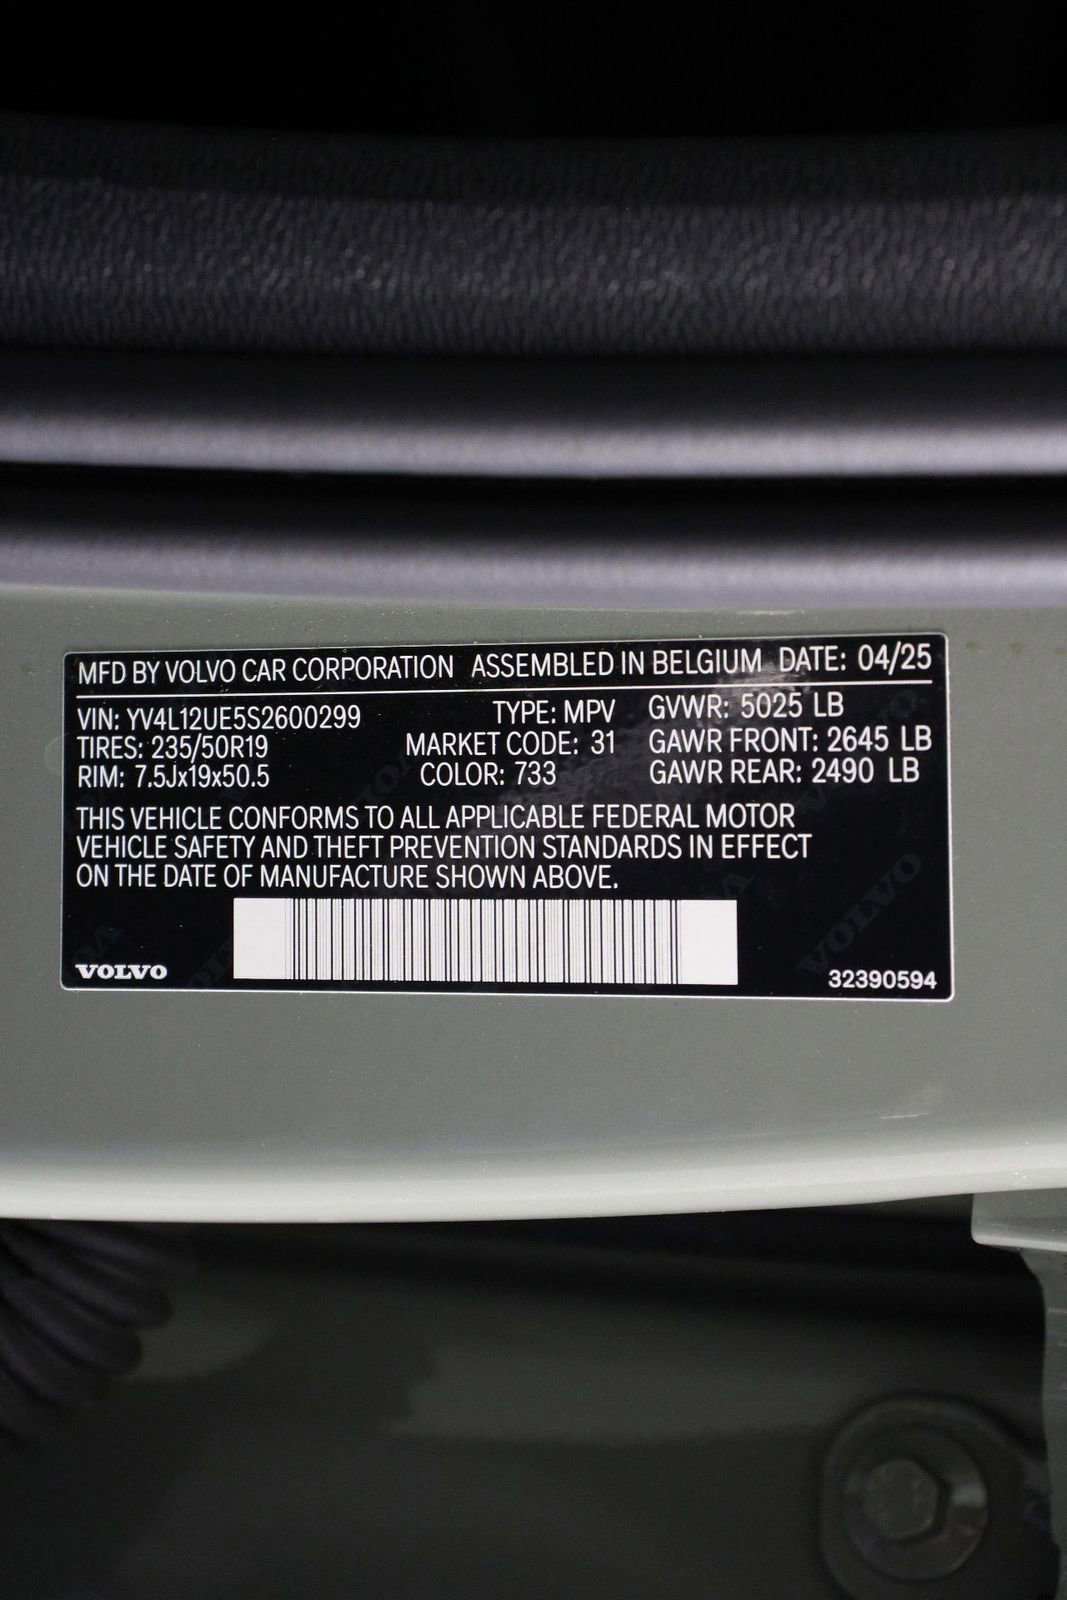 MFD BY VOLVO CAR CORPORATION ASSEMBLED IN BELGIUM DATE: 04/25
VIN: YV4L12UE5S2600299 TYPE: MPV GVWR: 5025 LB
TIRES: 235/50R19 MARKET CODE: 31 GAWR FRONT: 2645 LB
RIM: 7.5Jx19x50.5 COLOR: 733 GAWR REAR: 2490 LB
THIS VEHICLE CONFORMS TO ALL APPLICABLE FEDERAL MOTOR
VEHICLE SAFETY AND THEFT PREVENTION STANDARDS IN EFFECT
ON THE DATE OF MANUFACTURE SHOWN ABOVE.
VOLVO
VOLVO 32390594